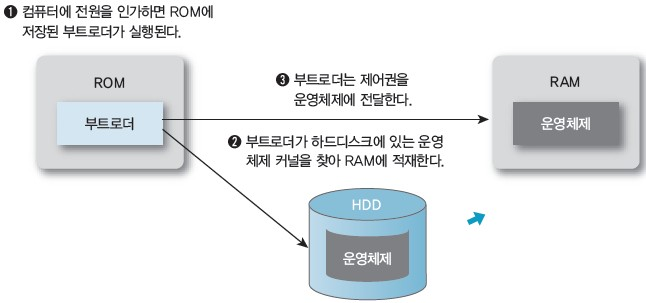 ❶ 컴퓨터에 전원을 인가하면 ROM에
저장된 부트로더가 실행된다.
ROM
부트로더
❸ 부트로더는 제어권을
운영체제에 전달한다.
RAM
운영체제
❷ 부트로더가 하드디스크에 있는 운영
체제 커널을 찾아 RAM에 적재한다.
HDD
운영체제